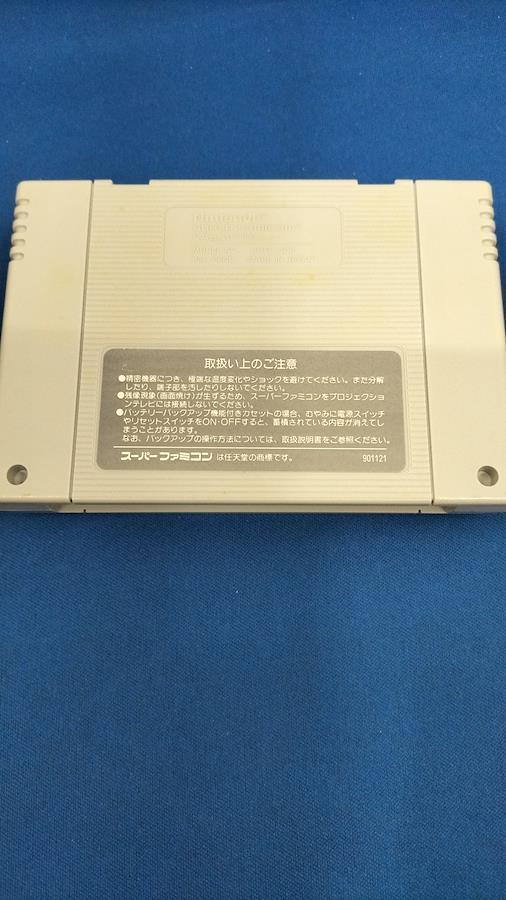 Nintendo
取扱い上のご注意
●精密機器につき、極端な温度変化やショックを避けてください。また分解
したり、端子部を汚したりしないでください。
●残像現象(画面焼け)が生ずるため、スーパーファミコンをプロジェクショ
ンテレビには接続しないでください。
●バッテリーバックアップ機能付きカセットの場合、むやみに電源スイッチ
やリセットスイッチをON・OFFすると、蓄積されている内容が消えてし
まうことがあります。
なお、バックアップの操作方法については、取扱説明書をご参照ください。
スーパーファミコン は任天堂の商標です。 901121